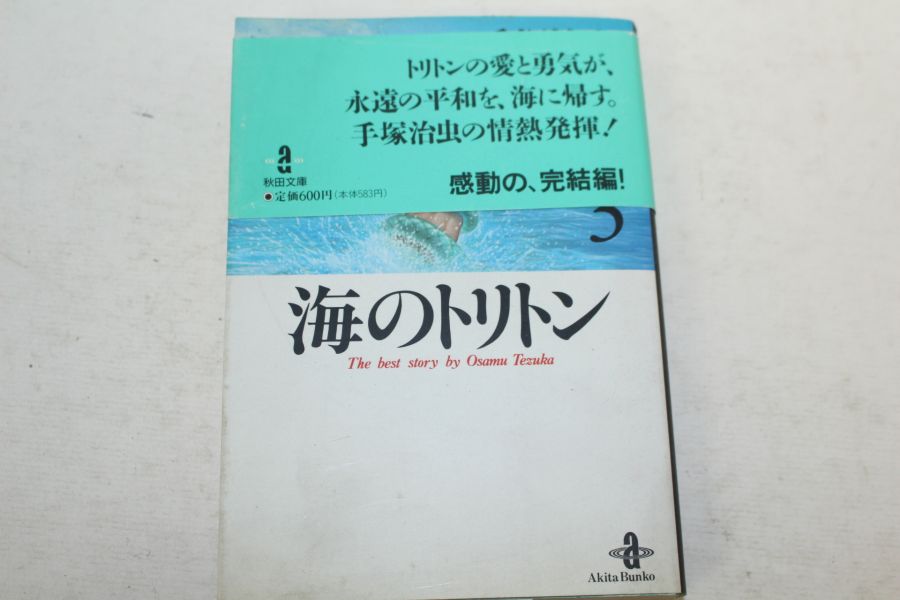 トリトンの愛と勇気が、
永遠の平和を、海に帰す。
手塚治虫の情熱発揮!
a
秋田文庫
●定価600円(本体583円)
感動の、完結編!
海のトリトン
The best story by Osamu Tezuka
a
Akita Bunko